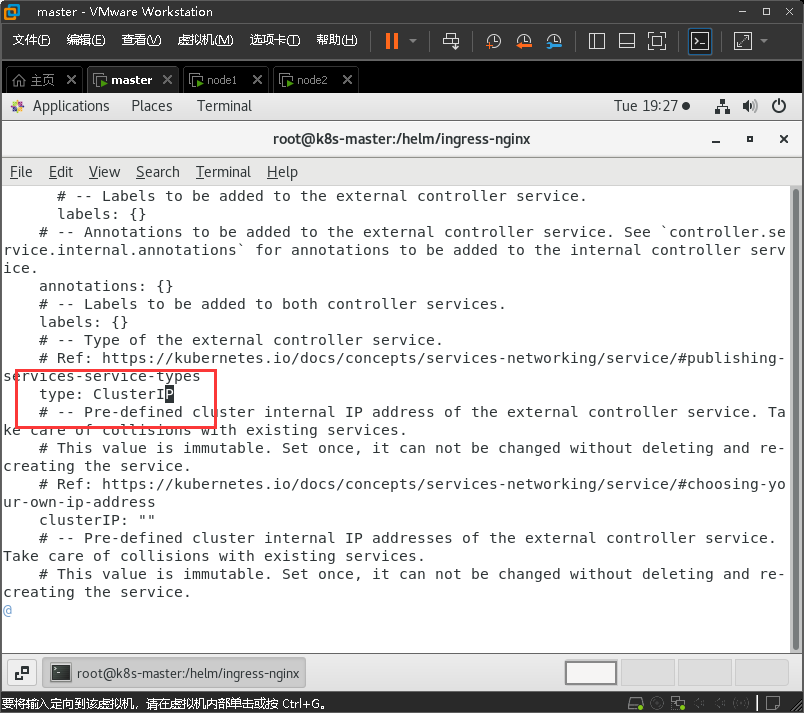 master - VMware Workstation
文件(F) 编辑(E) 查看(V) 虚拟机(M) 选项卡(T) 帮助(H)
主页 master node1 node2
Applications Places Terminal Tue 19:27
root@k8s-master:/helm/ingress-nginx
File Edit View Search Terminal Help
# -- Labels to be added to the external controller service.
labels: {}
# -- Annotations to be added to the external controller service. See `controller.se
rvice.internal.annotations` for annotations to be added to the internal controller serv
ice.
annotations: {}
# -- Labels to be added to both controller services.
labels: {}
# -- Type of the external controller service.
# Ref: https://kubernetes.io/docs/concepts/services-networking/service/#publishing-
services-service-types
type: ClusterIP
# -- Pre-defined cluster internal IP address of the external controller service. Ta
ke care of collisions with existing services.
# This value is immutable. Set once, it can not be changed without deleting and re-
creating the service.
# Ref: https://kubernetes.io/docs/concepts/services-networking/service/#choosing-yo
ur-own-ip-address
clusterIP: ""
# -- Pre-defined cluster internal IP addresses of the external controller service.
Take care of collisions with existing services.
# This value is immutable. Set once, it can not be changed without deleting and re-
creating the service.
@
root@k8s-master:/helm/ingress-nginx
要将输入定向到该虚拟机，请在虚拟机内部单击或按 Ctrl+G。